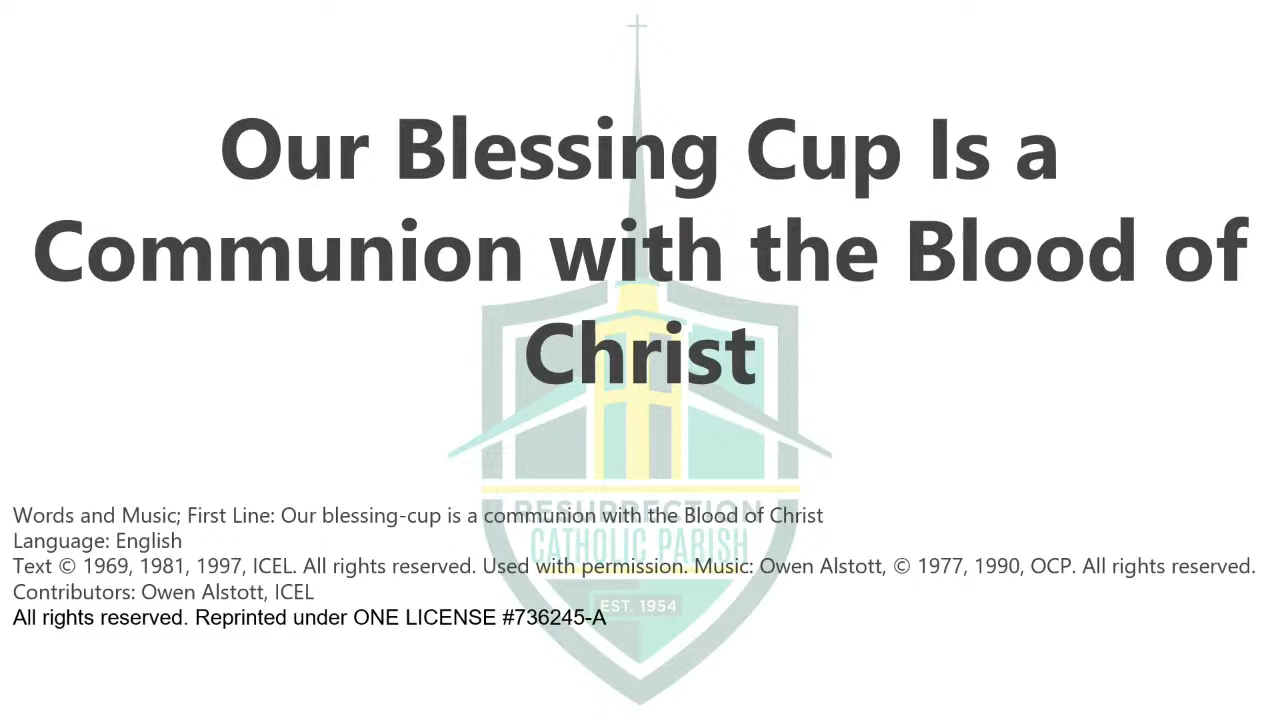 Our Blessing Cup Is a
Communion with the Blood of
Christ
Words and Music; First Line: Our blessing-cup is a communion with the Blood of Christ
RESURRECTION
Language: English
CATHOLIC PARISH
Text © 1969, 1981, 1997, ICEL. All rights reserved. Used with permission. Music: Owen Alstott, © 1977, 1990, OCP. All rights reserved.
Contributors: Owen Alstott, ICEL
EST. 1954
All rights reserved. Reprinted under ONE LICENSE #736245-A